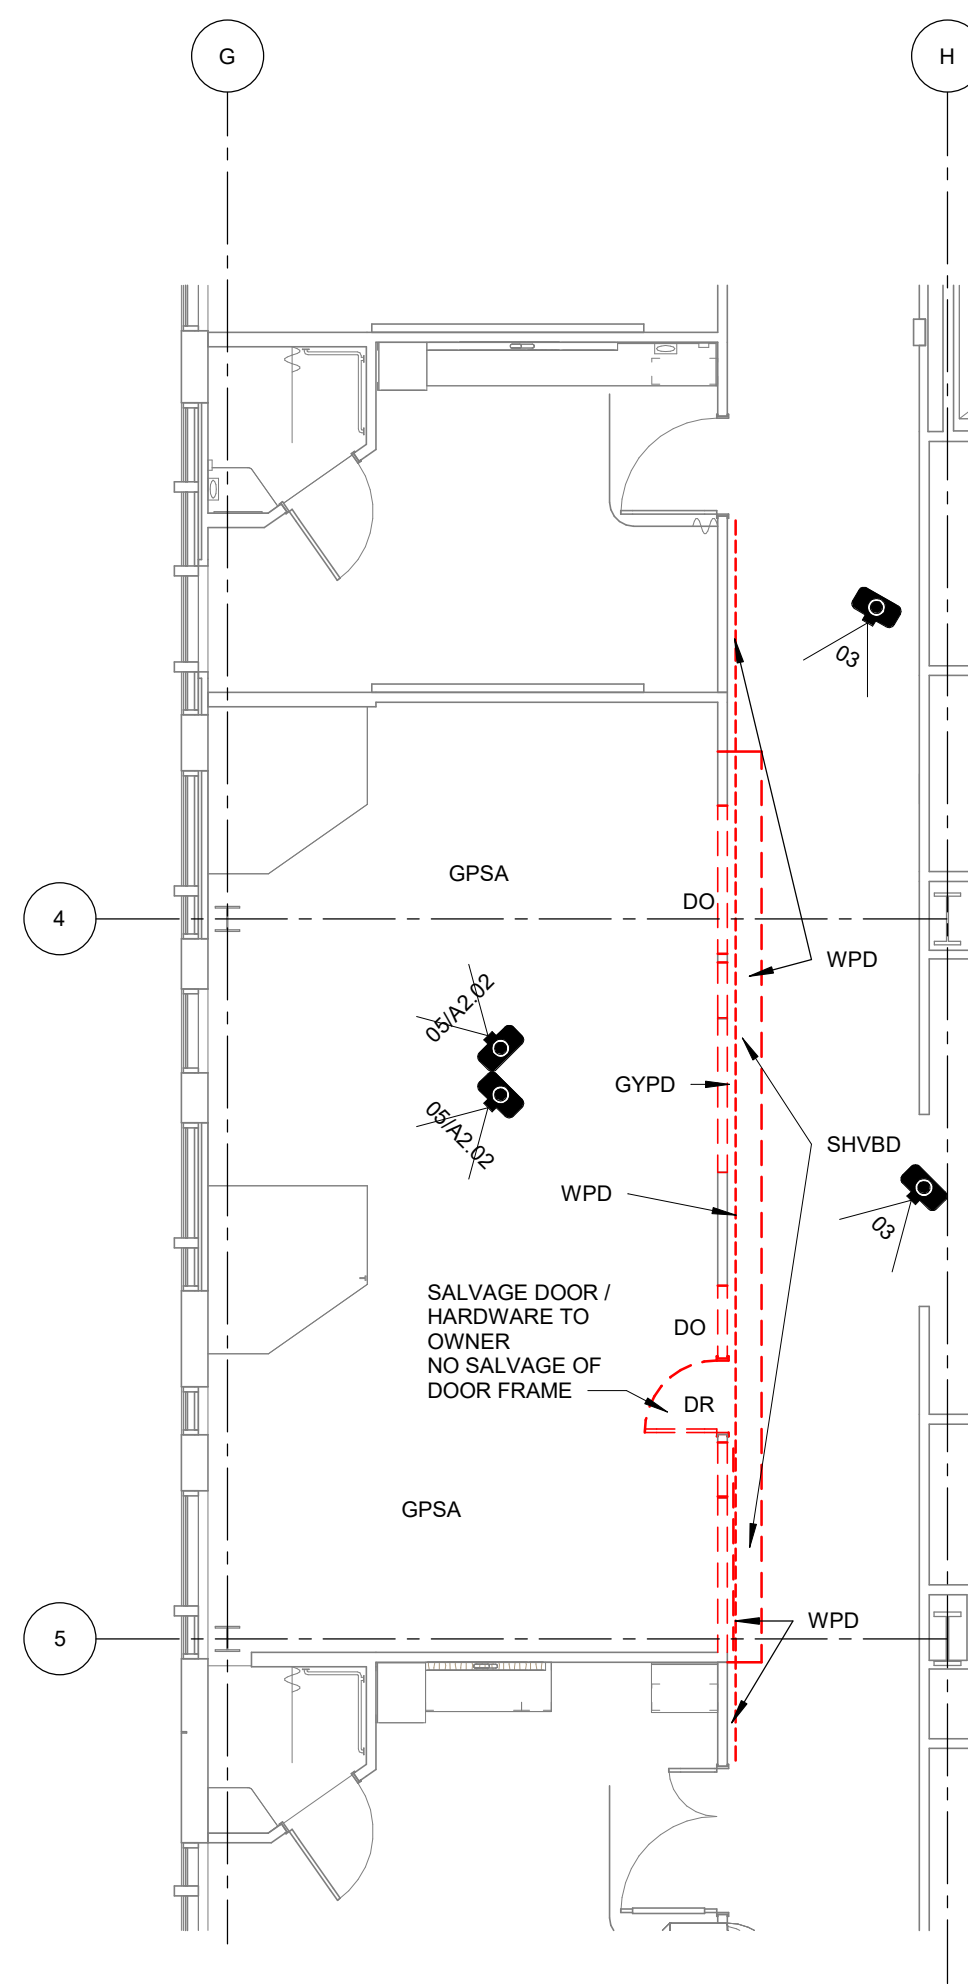 G
H
03
GPSA
DO
4
WPD
05/A2.02
GYPD
05/A2.02
SHVBD
WPD
03
SALVAGE DOOR /
HARDWARE TO
OWNER
NO SALVAGE OF
DOOR FRAME
DO
DR
GPSA
WPD
5